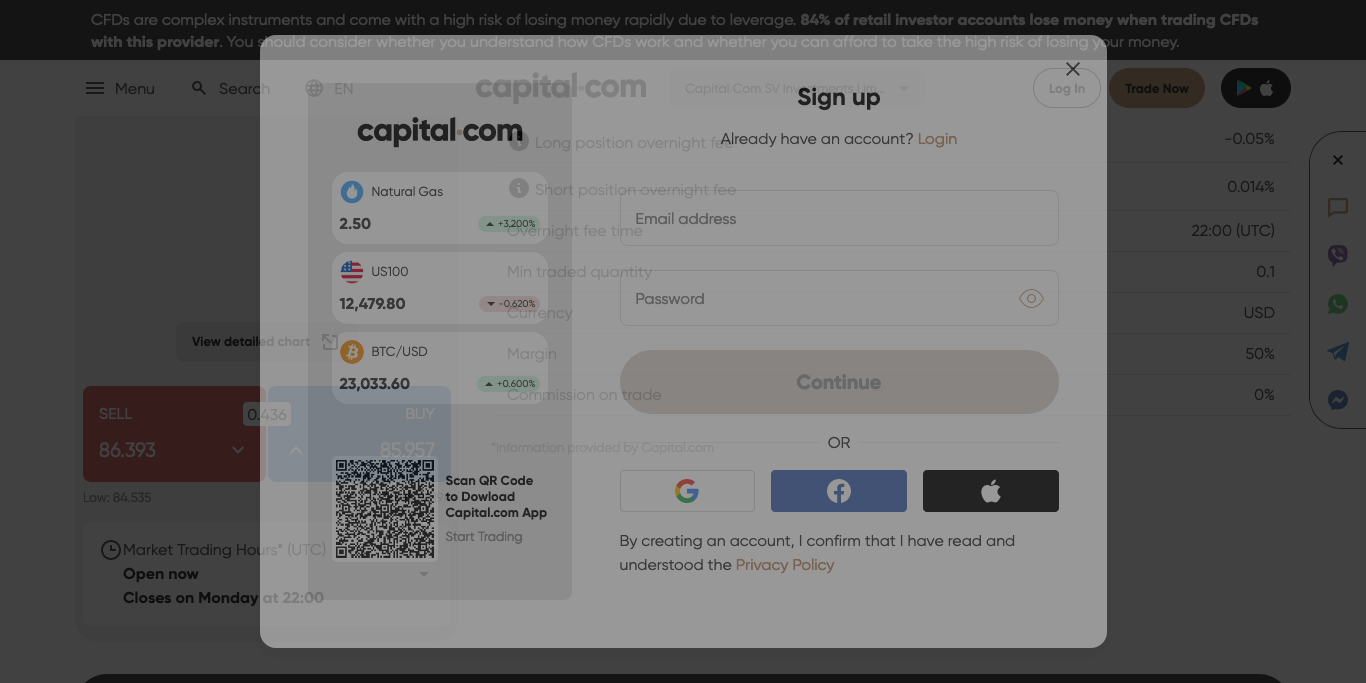 CFDs are complex instruments and come with a high risk of losing money rapidly due to leverage. 84% of retail investor accounts lose money when trading CFDs
with this provider. You should consider whether you understand how CFDs work and whether you can afford to take the high risk of losing your money.
Menu
Search
EN
capital.com
Capital Com SV Investments Lim...
Log In
Trade Now
Sign up
Already have an account? Login
capital.com
Natural Gas
2.50
+3,200%
US100
12,479.80
-0.620%
BTC/USD
23,033.60
+0.600%
Email address
Password
Continue
OR
Scan QR Code
to Dowload
Capital.com App
Start Trading
By creating an account, I confirm that I have read and
understood the Privacy Policy
Long position overnight fee
-0.05%
Short position overnight fee
0.014%
Overnight fee time
22:00 (UTC)
Min traded quantity
0.1
Currency
USD
Margin
50%
Commission on trade
0%
*Information provided by Capital.com
View detailed chart
SELL
0.436
BUY
86.393
85.957
Low: 84.535
Market Trading Hours* (UTC)
Open now
Closes on Monday at 22:00